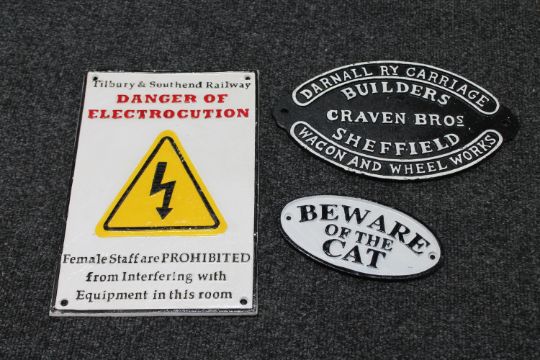 Tilbury & Southend Railway
DANGER OF
ELECTROCUTION
Female Staff are PROHIBITED
from Interfering with
Equipment in this room
DARNALL RY CARRIAGE
BUILDERS
CRAVEN BROS
SHEFFIELD
WAGON AND WHEEL WORKS
BEWARE
OF THE
CAT